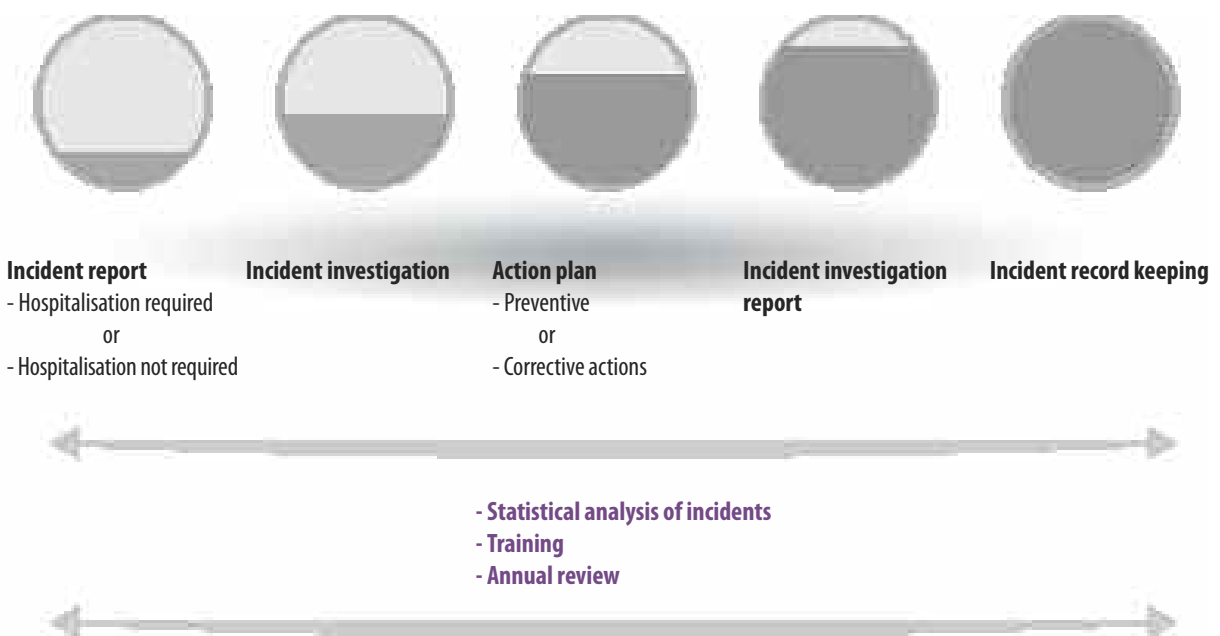 Incident report
- Hospitalisation required
or
- Hospitalisation not required
Incident investigation
Action plan
- Preventive
or
- Corrective actions
Incident investigation
report
Incident record keeping
- Statistical analysis of incidents
- Training
- Annual review